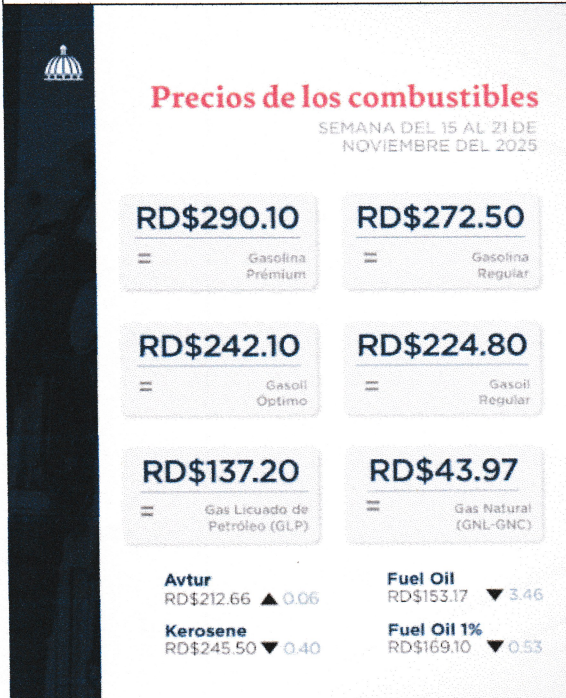 Precios de los combustibles
SEMANA DEL 15 AL 21 DE
NOVIEMBRE DEL 2025
RD$290.10
= Gasolina
Prémium
RD$272.50
= Gasolina
Regular
RD$242.10
= Gasoil
Óptimo
RD$224.80
= Gasoil
Regular
RD$137.20
= Gas Licuado de
Petróleo (GLP)
RD$43.97
= Gas Natural
(GNL-GNC)
Avtur
RD$212.66 ▲ 0.06
Fuel Oil
RD$153.17 ▼ 3.46
Kerosene
RD$245.50 ▼ 0.40
Fuel Oil 1%
RD$169.10 ▼ 0.53